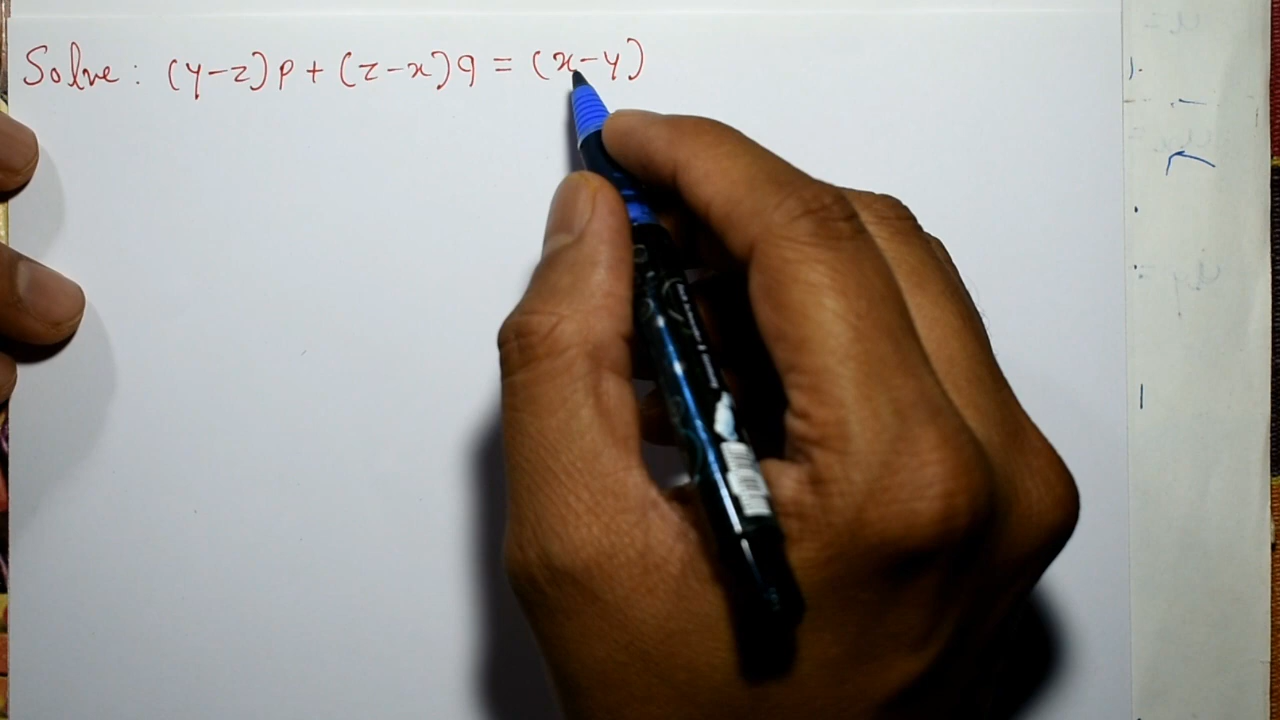 Solve: (y-z)p + (z-x)q = (x-y)